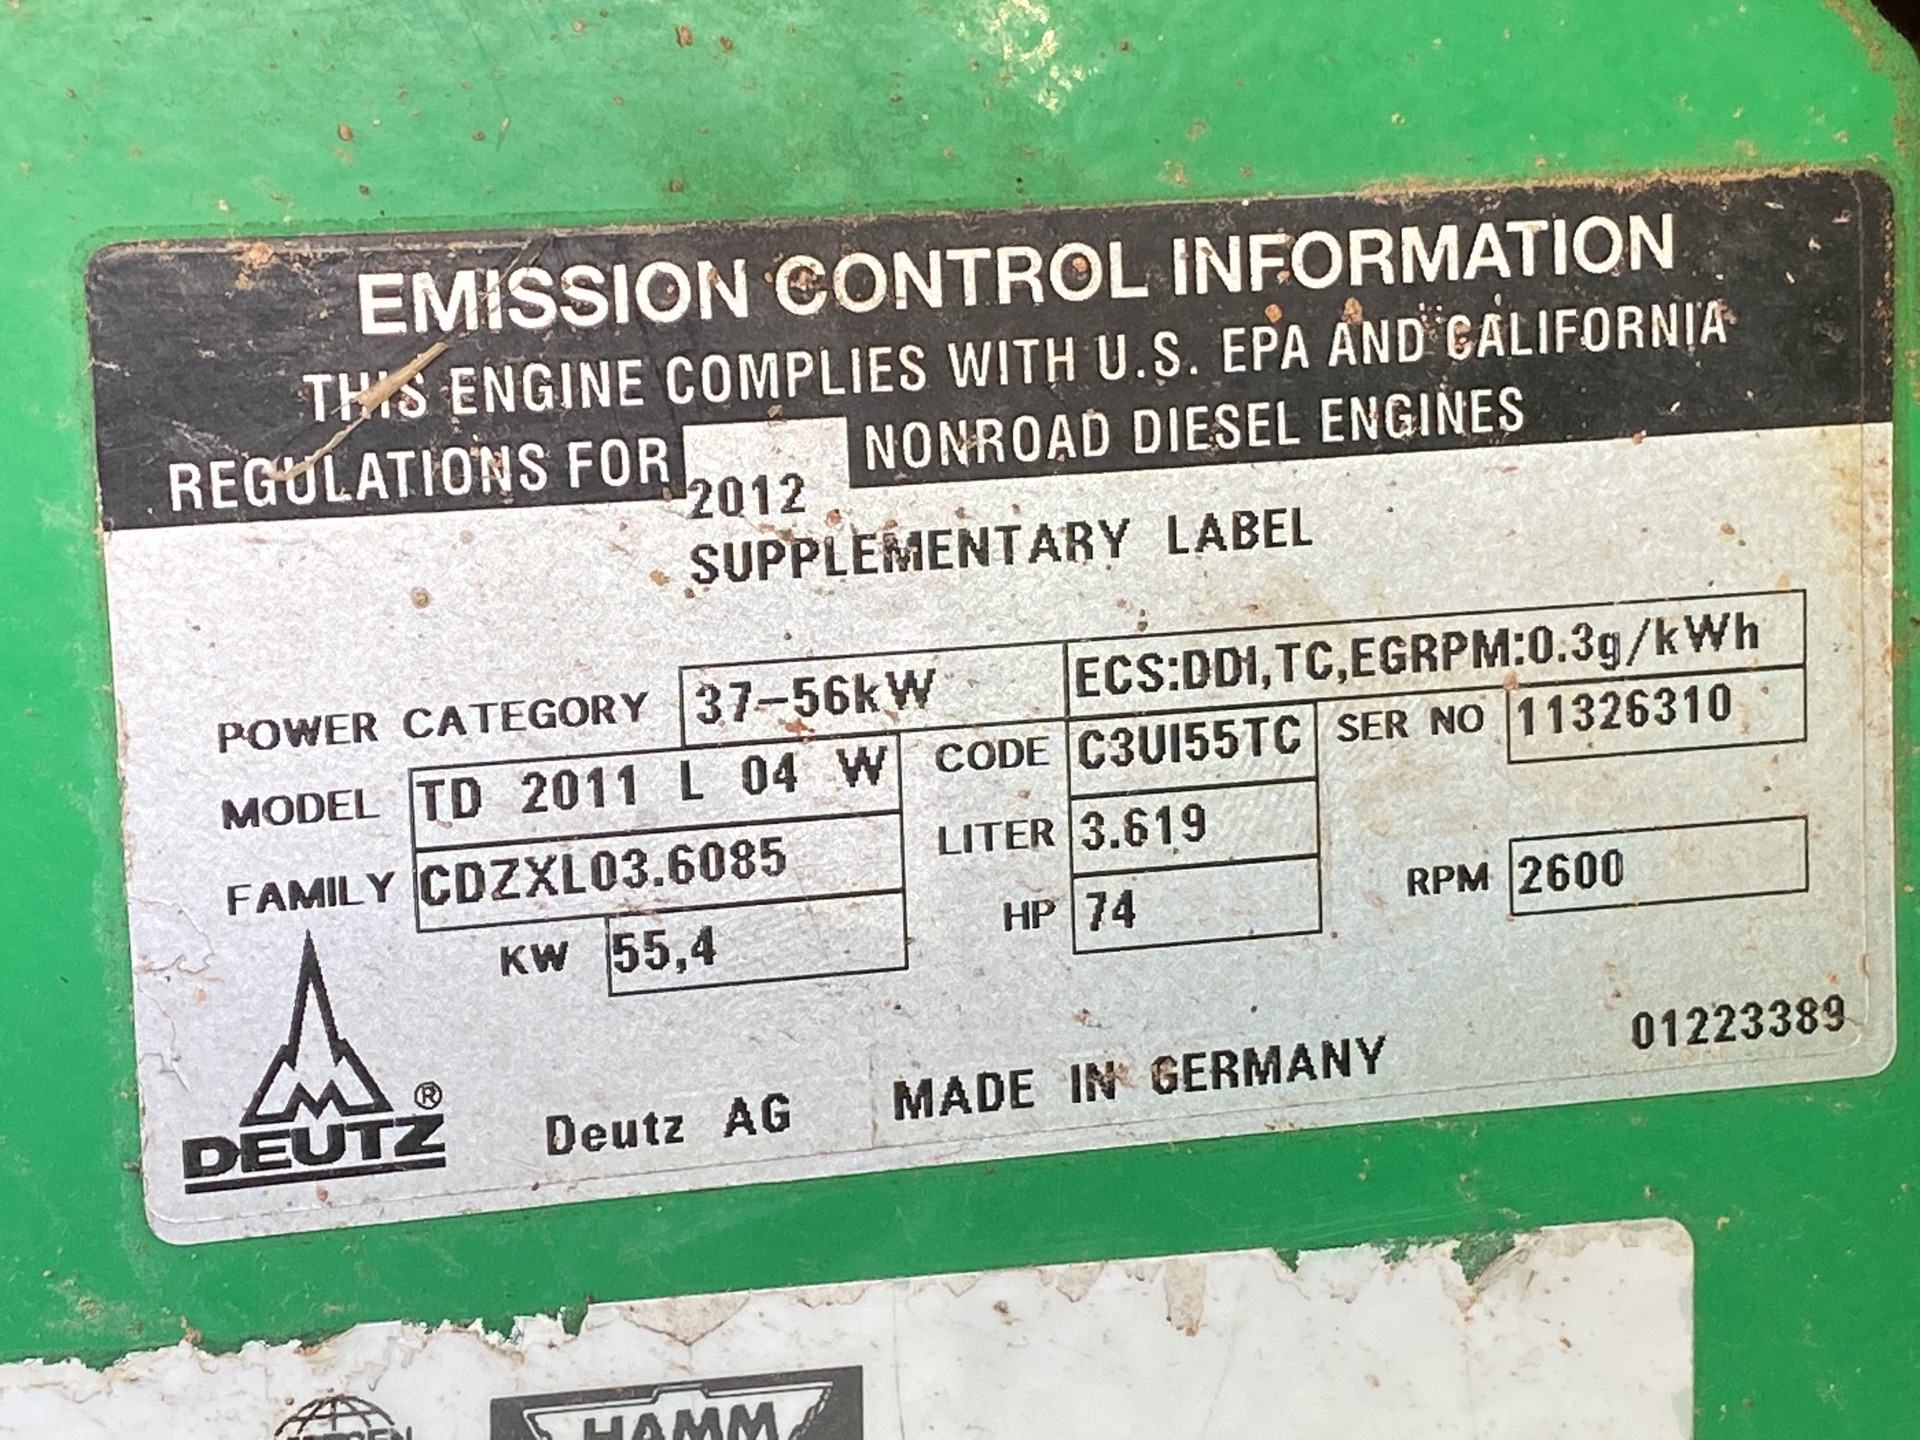 EMISSION CONTROL INFORMATION
THIS ENGINE COMPLIES WITH U.S. EPA AND CALIFORNIA
REGULATIONS FOR 2012 NONROAD DIESEL ENGINES
SUPPLEMENTARY LABEL
POWER CATEGORY 37-56kW ECS:DDI,TC,EGRPM:0.3g/kWh
MODEL TD 2011 L 04 W CODE C3UI55TC SER NO 11326310
FAMILY CDZXL03.6085 LITER 3.619
KW 55,4 HP 74 RPM 2600
01223389
DEUTZ® Deutz AG MADE IN GERMANY
HAMM